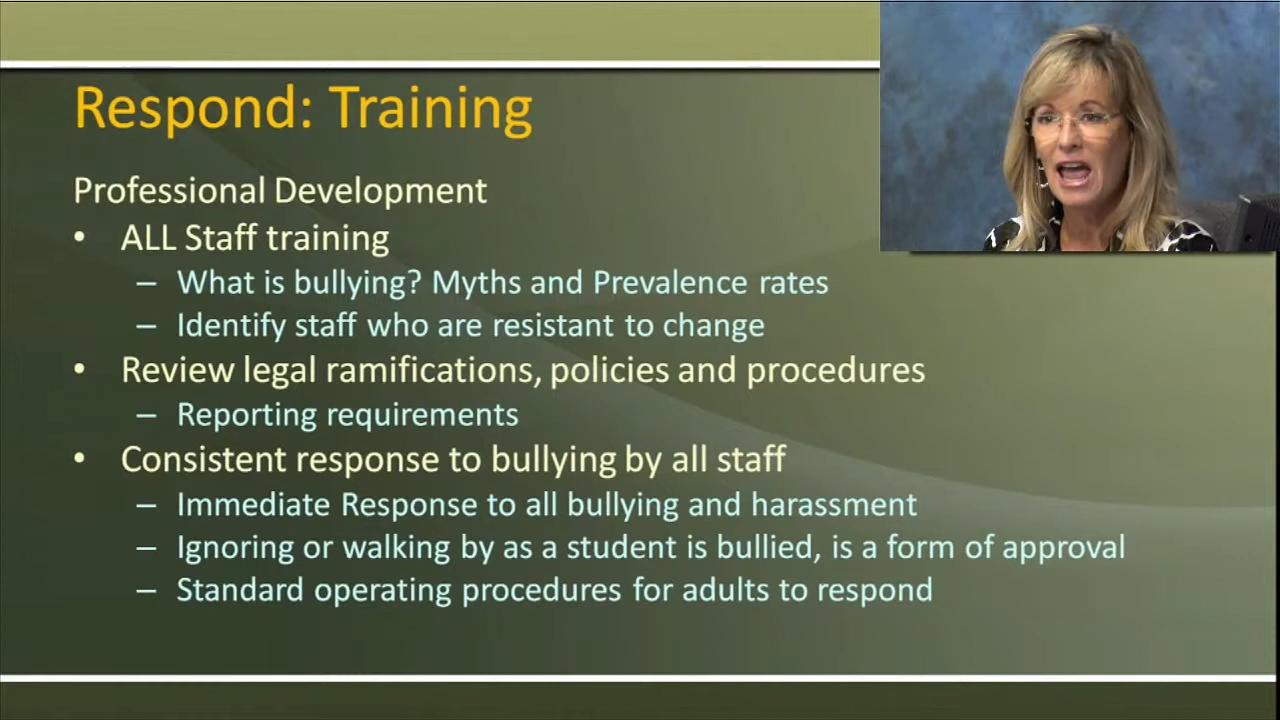 Respond: Training
Professional Development
• ALL Staff training
– What is bullying? Myths and Prevalence rates
– Identify staff who are resistant to change
• Review legal ramifications, policies and procedures
– Reporting requirements
• Consistent response to bullying by all staff
– Immediate Response to all bullying and harassment
– Ignoring or walking by as a student is bullied, is a form of approval
– Standard operating procedures for adults to respond